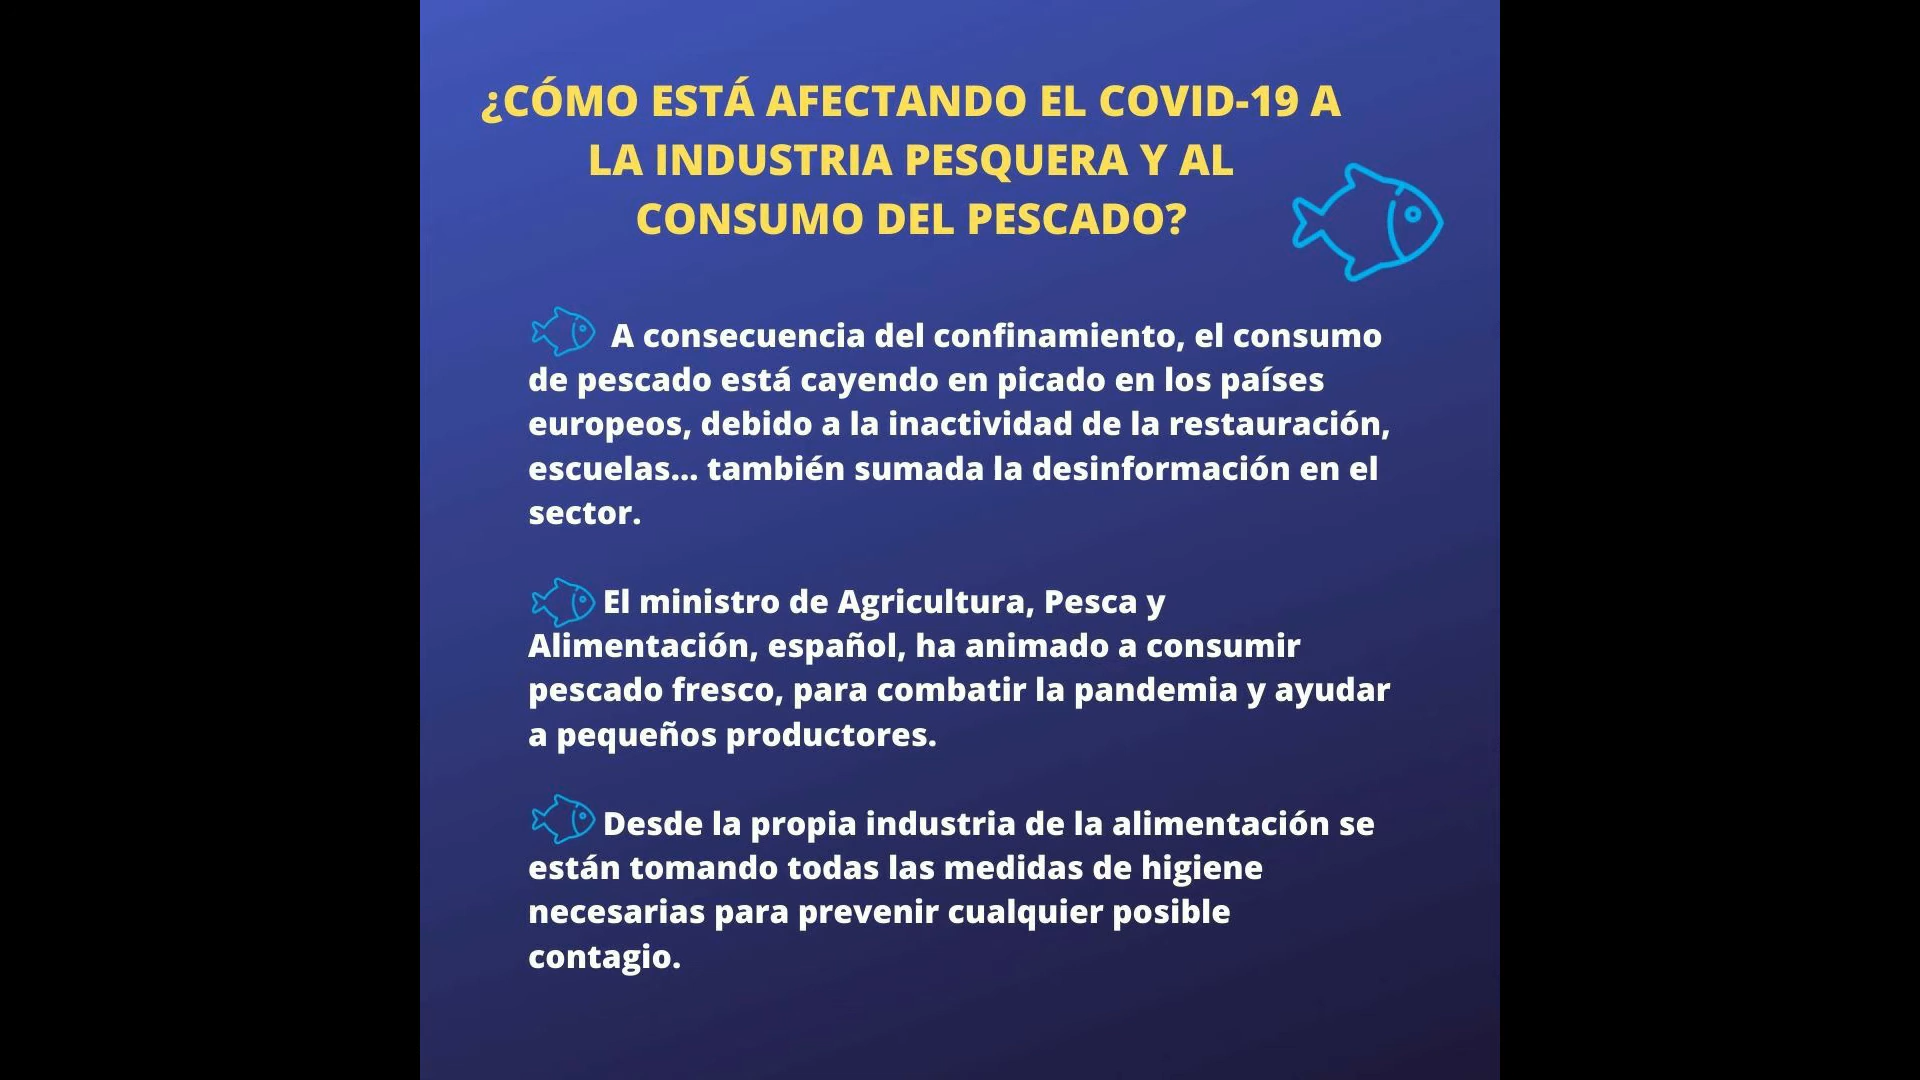 ¿CÓMO ESTÁ AFECTANDO EL COVID-19 A
LA INDUSTRIA PESQUERA Y AL
CONSUMO DEL PESCADO?
A consecuencia del confinamiento, el consumo
de pescado está cayendo en picado en los países
europeos, debido a la inactividad de la restauración,
escuelas... también sumada la desinformación en el
sector.
El ministro de Agricultura, Pesca y
Alimentación, español, ha animado a consumir
pescado fresco, para combatir la pandemia y ayudar
a pequeños productores.
Desde la propia industria de la alimentación se
están tomando todas las medidas de higiene
necesarias para prevenir cualquier posible
contagio.